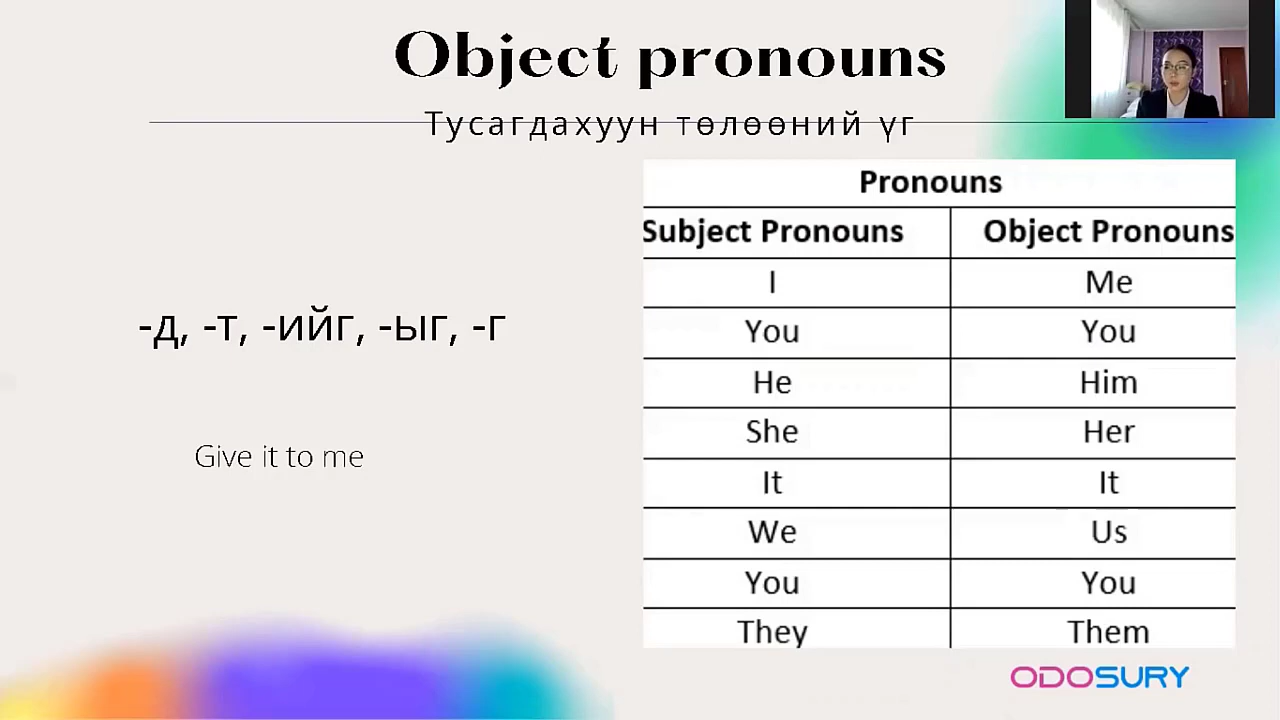 Object pronouns
Тусагдахуун төлөөний үг
-д, -т, -ийг, -ыг, -г
Give it to me
Pronouns
Subject Pronouns Object Pronouns
I Me
You You
He Him
She Her
It It
We Us
You You
They Them
ODOSURY